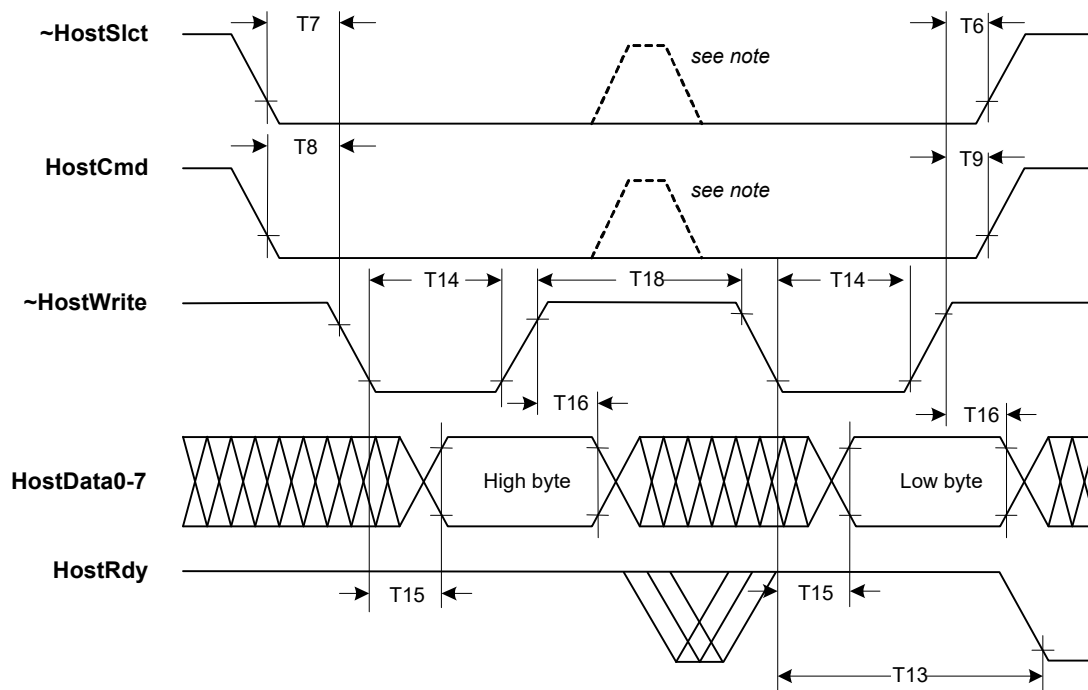 T7
T6
~HostSlct
see note
T8
T9
HostCmd
see note
T14
T18
T14
~HostWrite
T16
T16
HostData0-7
High byte
Low byte
HostRdy
T15
T15
T13